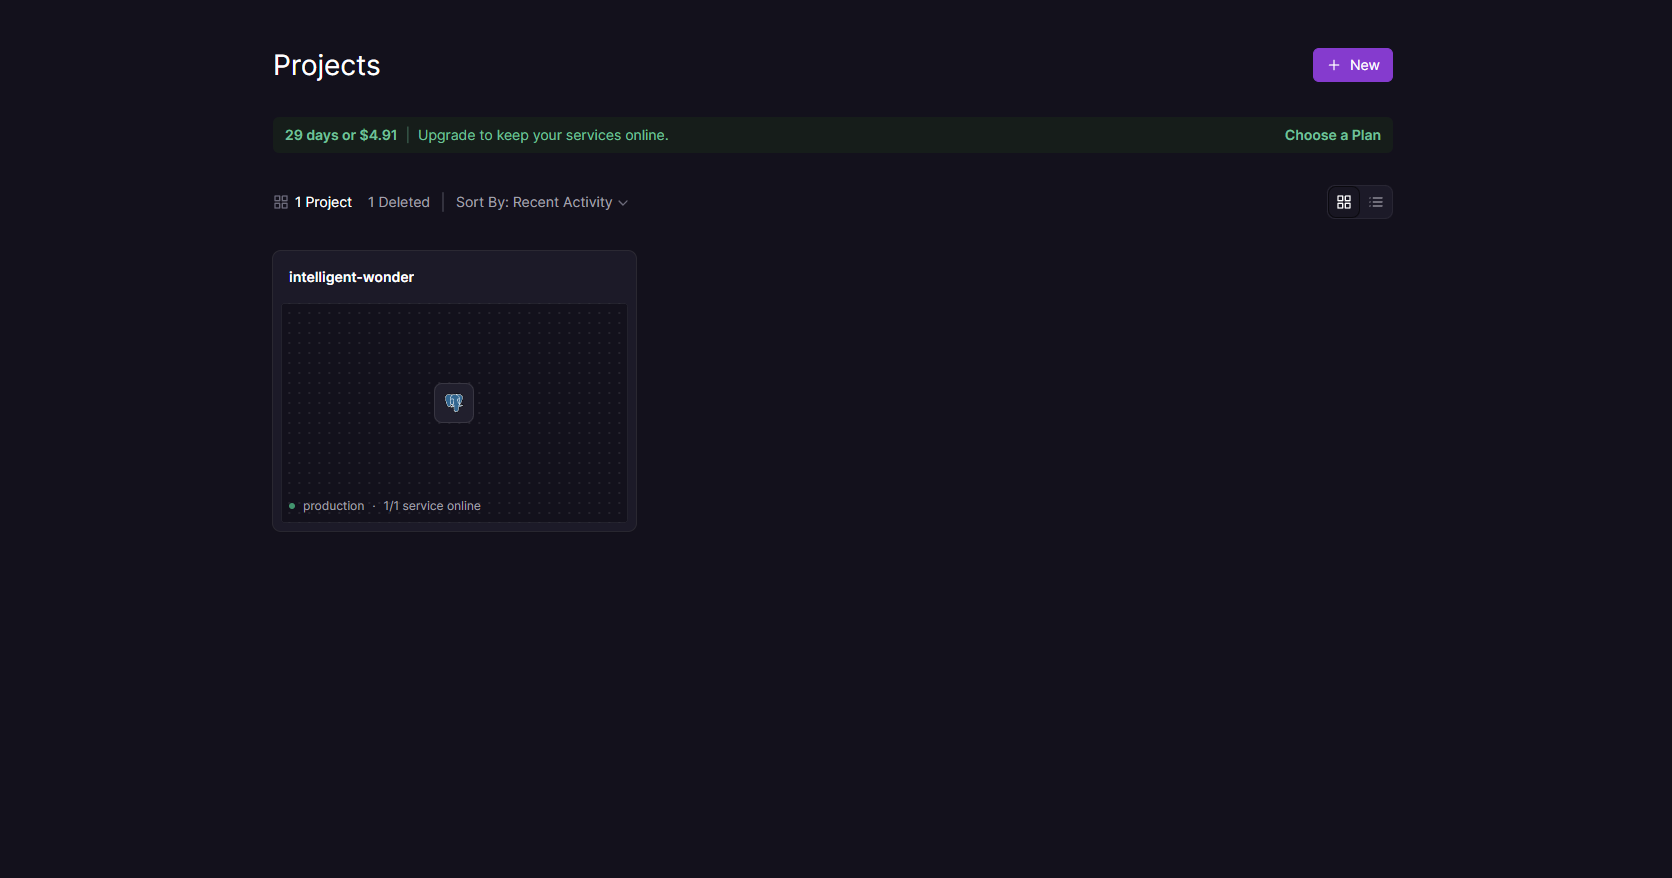 Projects
+ New
29 days or $4.91 | Upgrade to keep your services online.
Choose a Plan
1 Project 1 Deleted | Sort By: Recent Activity
intelligent-wonder
production · 1/1 service online